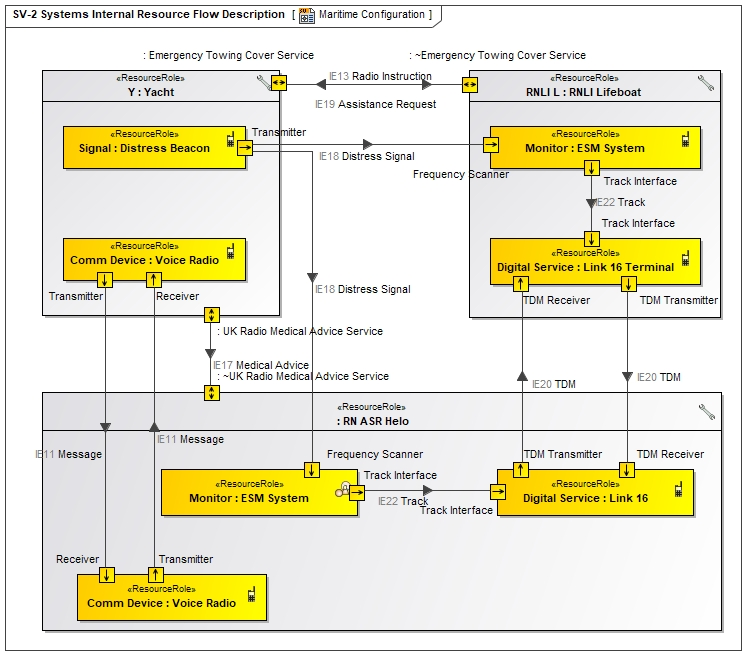 SV-2 Systems Internal Resource Flow Description [ SV-2 Maritime Configuration ]
: Emergency Towing Cover Service
: ~Emergency Towing Cover Service
«ResourceRole»
Y : Yacht
IE13 Radio Instruction
IE19 Assistance Request
«ResourceRole»
RNLI L : RNLI Lifeboat
«ResourceRole»
Signal : Distress Beacon
Transmitter
IE18 Distress Signal
Frequency Scanner
«ResourceRole»
Monitor : ESM System
Track Interface
IE22 Track
Track Interface
«ResourceRole»
Comm Device : Voice Radio
Transmitter
Receiver
«ResourceRole»
Digital Service : Link 16 Terminal
TDM Receiver
TDM Transmitter
IE18 Distress Signal
: UK Radio Medical Advice Service
IE17 Medical Advice
: ~UK Radio Medical Advice Service
IE20 TDM
IE20 TDM
«ResourceRole»
: RN ASR Helo
IE11 Message
IE11 Message
Frequency Scanner
TDM Transmitter
TDM Receiver
«ResourceRole»
Monitor : ESM System
Track Interface
IE22 Track
Track Interface
«ResourceRole»
Digital Service : Link 16
Receiver
Transmitter
«ResourceRole»
Comm Device : Voice Radio